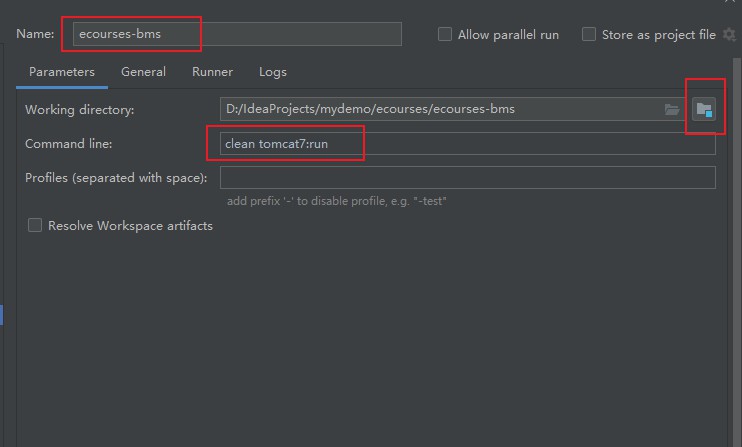 Name: ecourses-bms Allow parallel run Store as project file
Parameters General Runner Logs
Working directory: D:/IdeaProjects/mydemo/ecourses/ecourses-bms
Command line: clean tomcat7:run
Profiles (separated with space):
add prefix '-' to disable profile, e.g. "-test"
Resolve Workspace artifacts